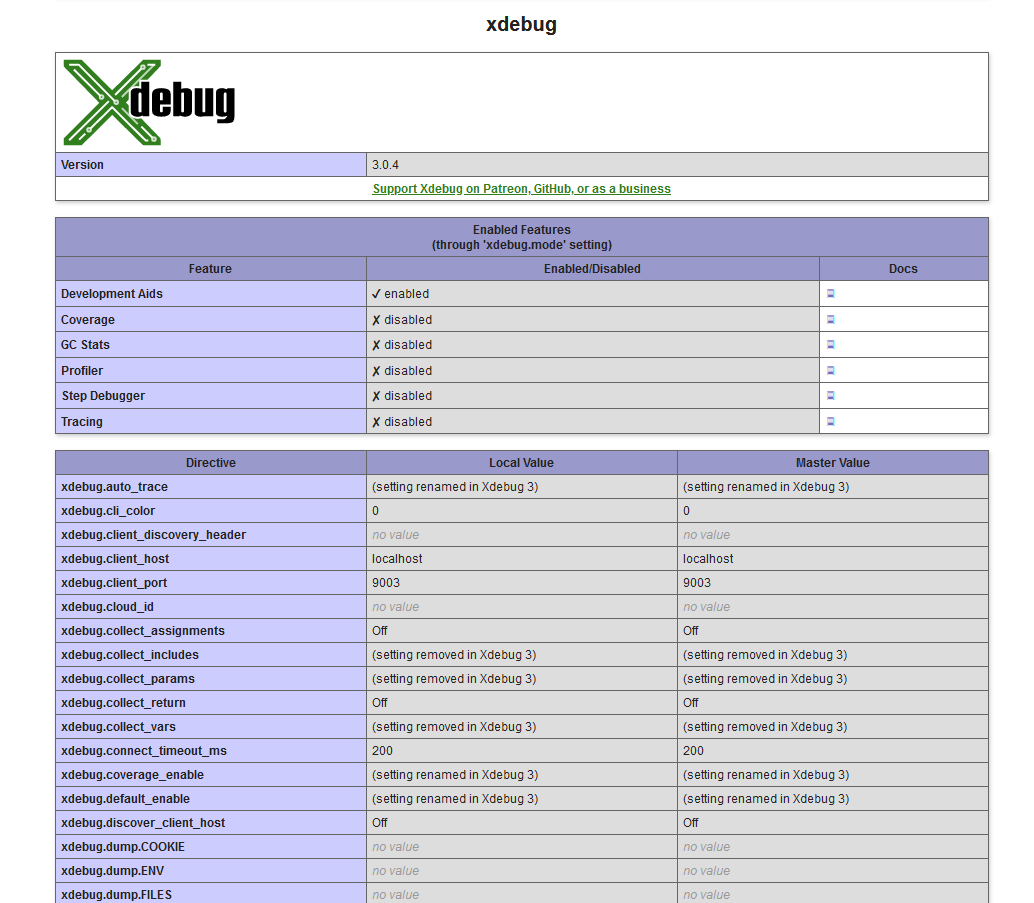 xdebug
Xdebug
Version 3.0.4
Support Xdebug on Patreon, GitHub, or as a business
Enabled Features
(through 'xdebug.mode' setting)
Feature Enabled/Disabled Docs
Development Aids ✔ enabled
Coverage ✘ disabled
GC Stats ✘ disabled
Profiler ✘ disabled
Step Debugger ✘ disabled
Tracing ✘ disabled
Directive Local Value Master Value
xdebug.auto_trace (setting renamed in Xdebug 3) (setting renamed in Xdebug 3)
xdebug.cli_color 0 0
xdebug.client_discovery_header no value no value
xdebug.client_host localhost localhost
xdebug.client_port 9003 9003
xdebug.cloud_id no value no value
xdebug.collect_assignments Off Off
xdebug.collect_includes (setting removed in Xdebug 3) (setting removed in Xdebug 3)
xdebug.collect_params (setting removed in Xdebug 3) (setting removed in Xdebug 3)
xdebug.collect_return Off Off
xdebug.collect_vars (setting removed in Xdebug 3) (setting removed in Xdebug 3)
xdebug.connect_timeout_ms 200 200
xdebug.coverage_enable (setting renamed in Xdebug 3) (setting renamed in Xdebug 3)
xdebug.default_enable (setting renamed in Xdebug 3) (setting renamed in Xdebug 3)
xdebug.discover_client_host Off Off
xdebug.dump.COOKIE no value no value
xdebug.dump.ENV no value no value
xdebug.dump.FILES no value no value